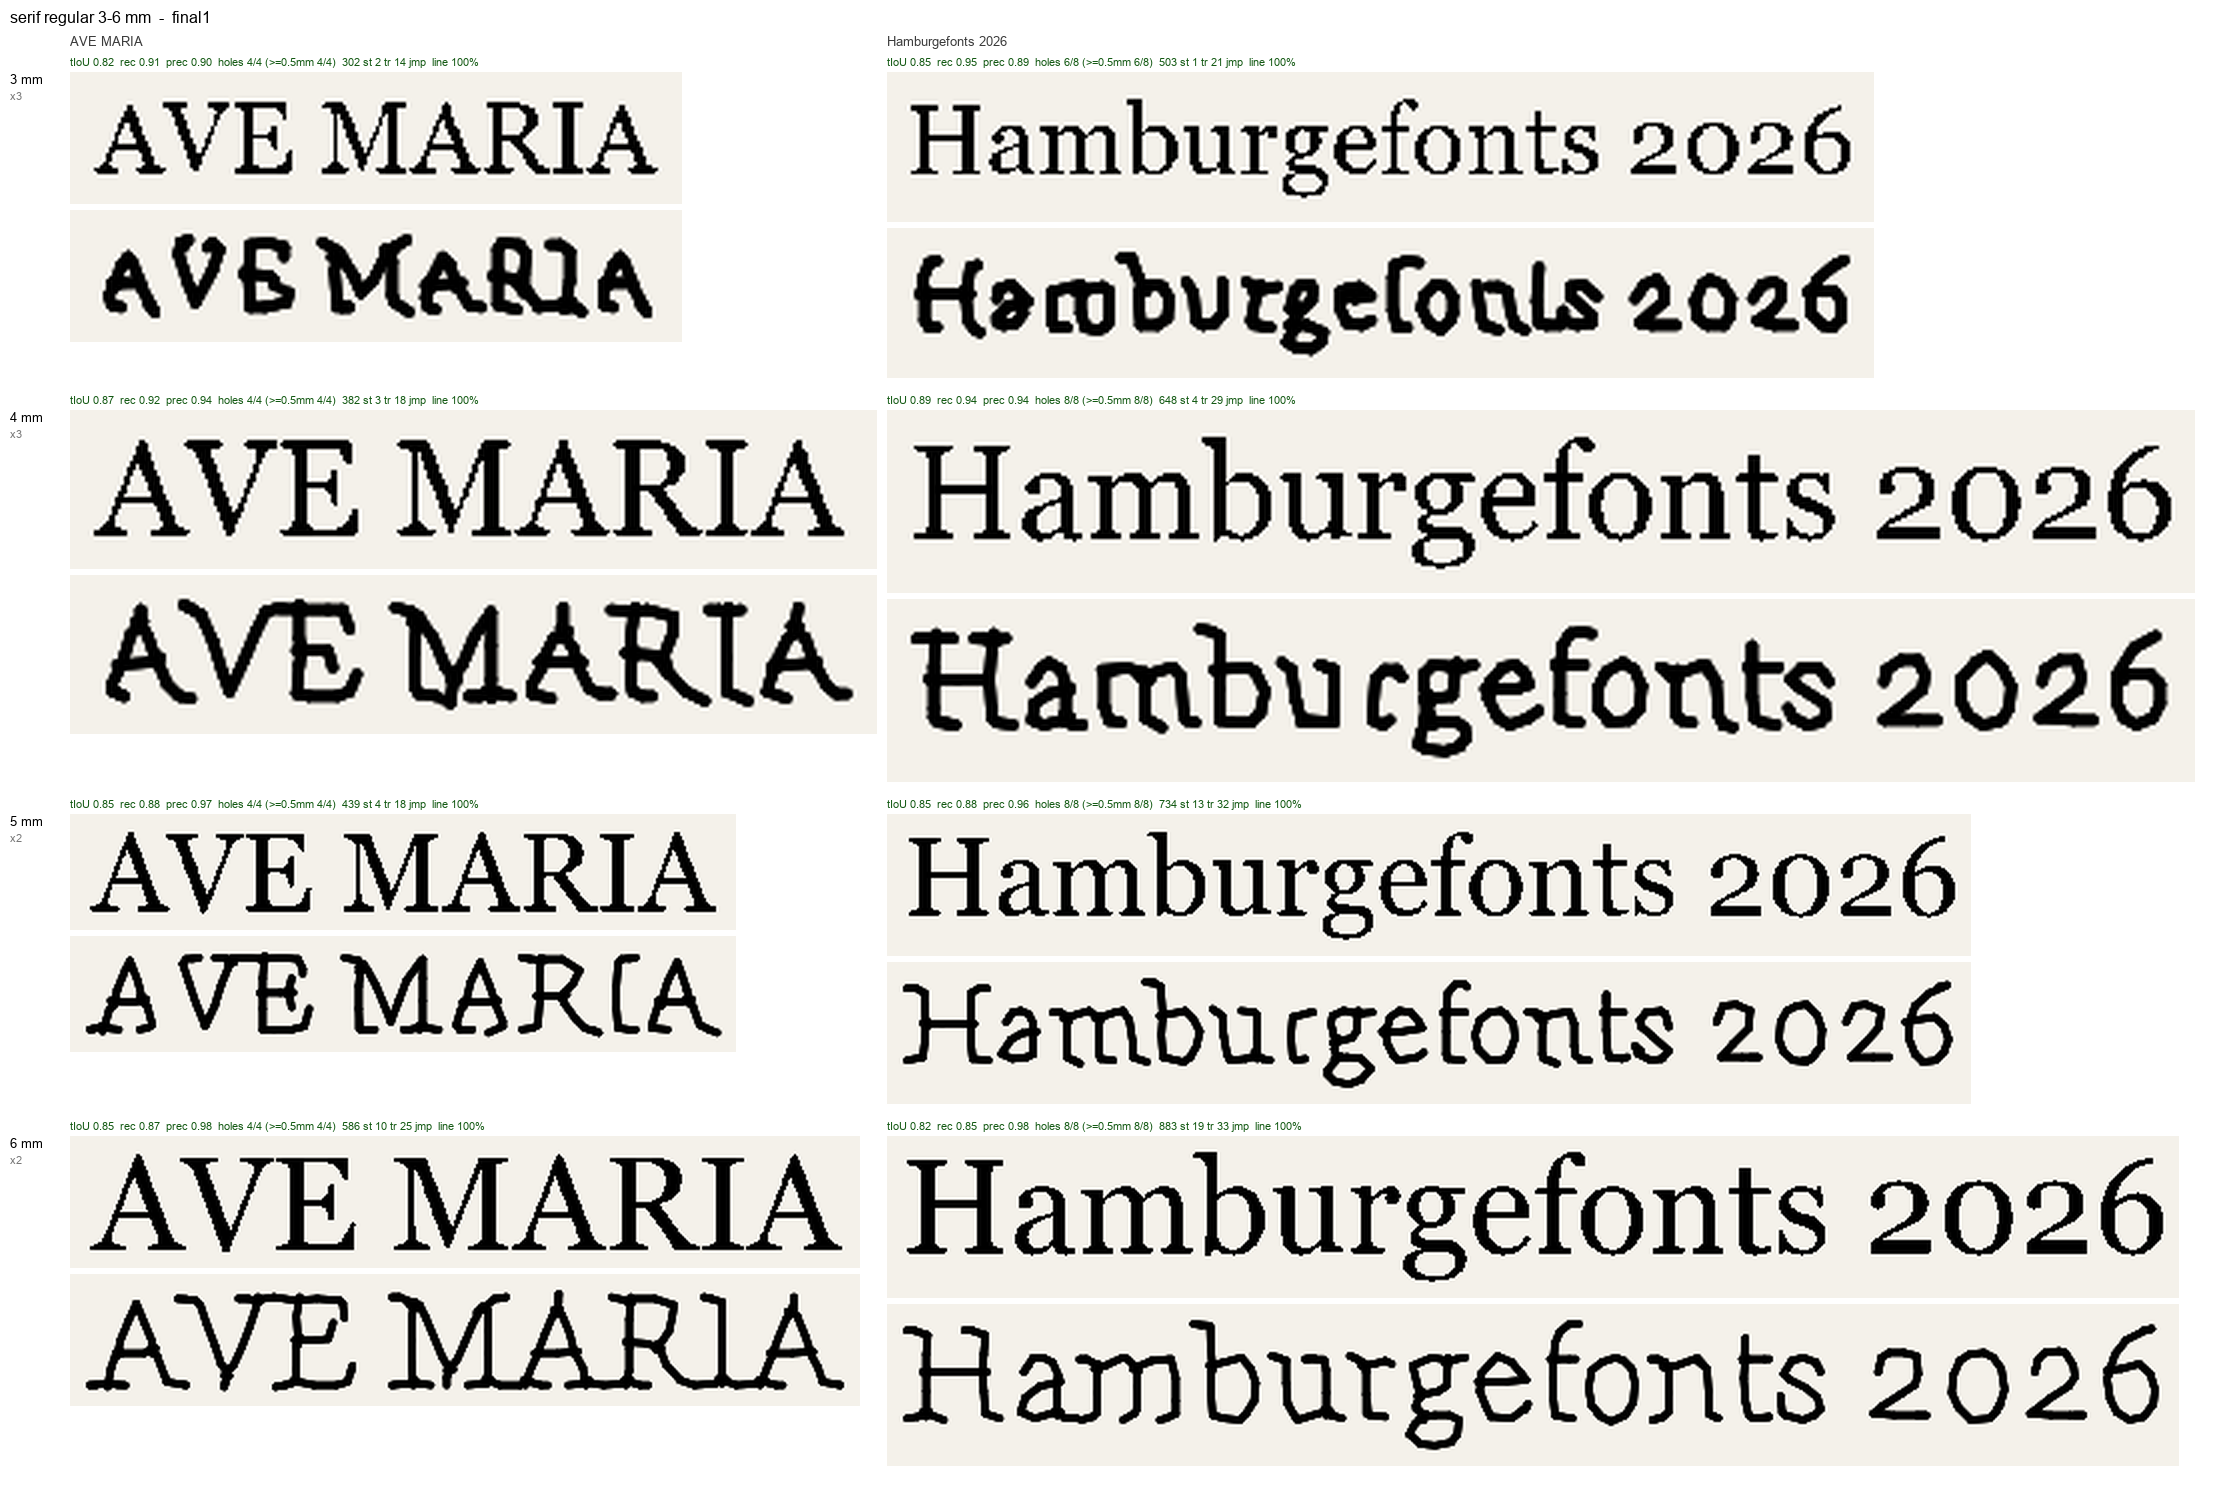 serif regular 3-6 mm - final1
AVE MARIA Hamburgefonts 2026
tIoU 0.82 rec 0.91 prec 0.90 holes 4/4 (>=0.5mm 4/4) 302 st 2 tr 14 jmp line 100% tIoU 0.85 rec 0.95 prec 0.89 holes 6/8 (>=0.5mm 6/8) 503 st 1 tr 21 jmp line 100%
3 mm
x3
AVE MARIA Hamburgefonts 2026
AVE MARIA Hamburgefonts 2026
tIoU 0.87 rec 0.92 prec 0.94 holes 4/4 (>=0.5mm 4/4) 382 st 3 tr 18 jmp line 100% tIoU 0.89 rec 0.94 prec 0.94 holes 8/8 (>=0.5mm 8/8) 648 st 4 tr 29 jmp line 100%
4 mm
x3
AVE MARIA Hamburgefonts 2026
AVE MARIA Hamburgefonts 2026
tIoU 0.85 rec 0.88 prec 0.97 holes 4/4 (>=0.5mm 4/4) 439 st 4 tr 18 jmp line 100% tIoU 0.85 rec 0.88 prec 0.96 holes 8/8 (>=0.5mm 8/8) 734 st 13 tr 32 jmp line 100%
5 mm
x2
AVE MARIA Hamburgefonts 2026
AVE MARIA Hamburgefonts 2026
tIoU 0.85 rec 0.87 prec 0.98 holes 4/4 (>=0.5mm 4/4) 586 st 10 tr 25 jmp line 100% tIoU 0.82 rec 0.85 prec 0.98 holes 8/8 (>=0.5mm 8/8) 883 st 19 tr 33 jmp line 100%
6 mm
x2
AVE MARIA Hamburgefonts 2026
AVE MARIA Hamburgefonts 2026